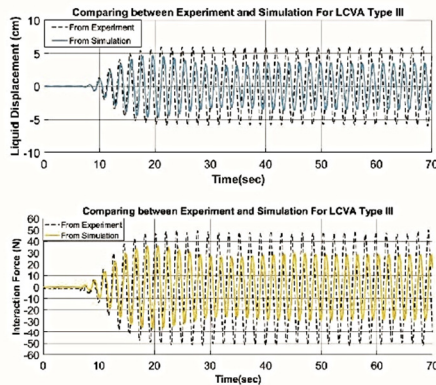 Comparing between Experiment and Simulation For LCVA Type III
Liquid Displacement (cm)
10
5
0
-5
-10
From Experiment
From Simulation
0 10 20 30 40 50 60 70
Time(sec)
Comparing between Experiment and Simulation For LCVA Type III
Interaction Force (N)
60
50
40
30
20
10
0
-10
-20
-30
-40
-50
-60
From Experiment
From Simulation
0 10 20 30 40 50 60 70
Time(sec)